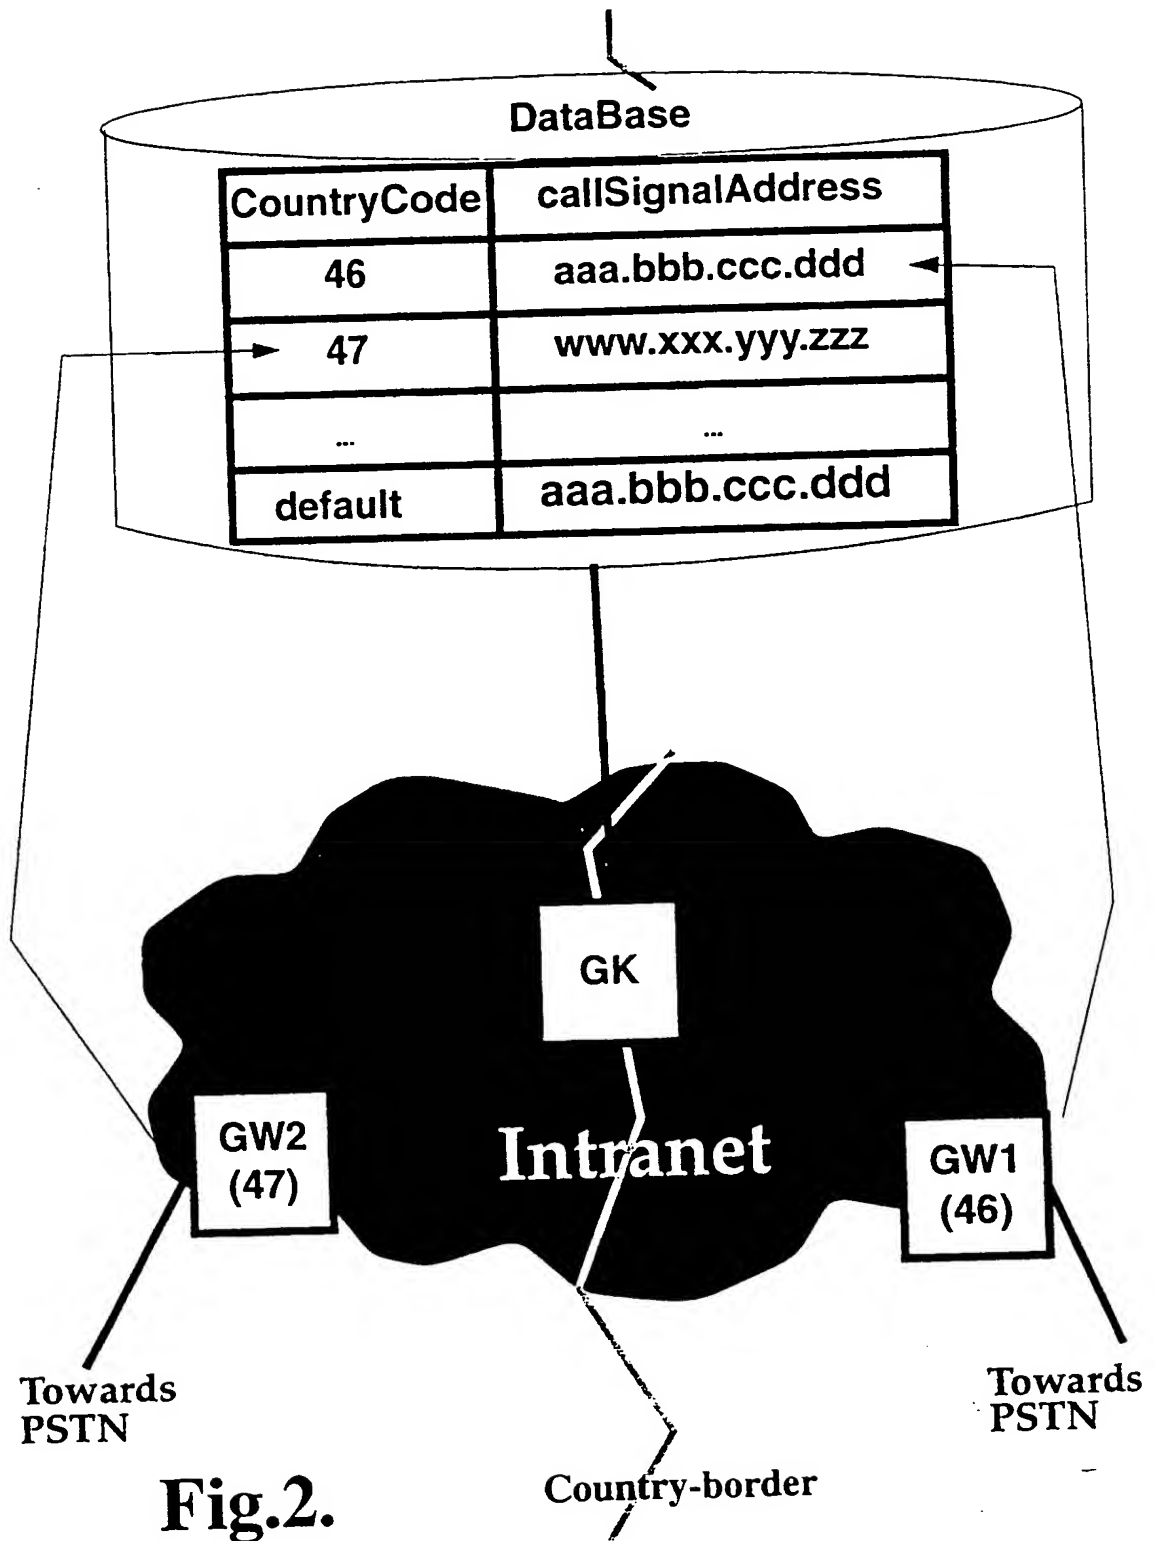 DataBase
CountryCode callSignalAddress
46 aaa.bbb.ccc.ddd
47 www.xxx.yyy.zzz
... ...
default aaa.bbb.ccc.ddd
GK
Intranet
GW2
(47)
GW1
(46)
Towards
PSTN
Towards
PSTN
Country-border
Fig.2.